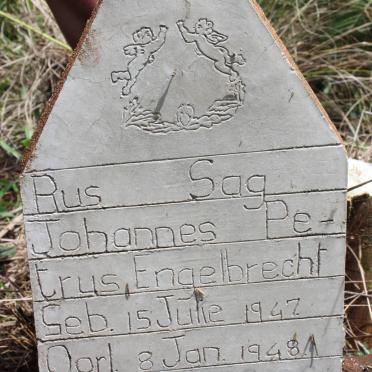 Rus Sag
Johannes Pe-
trus Engelbrecht
Geb. 15 Julie 1947
Oorl. 8 Jan. 1948